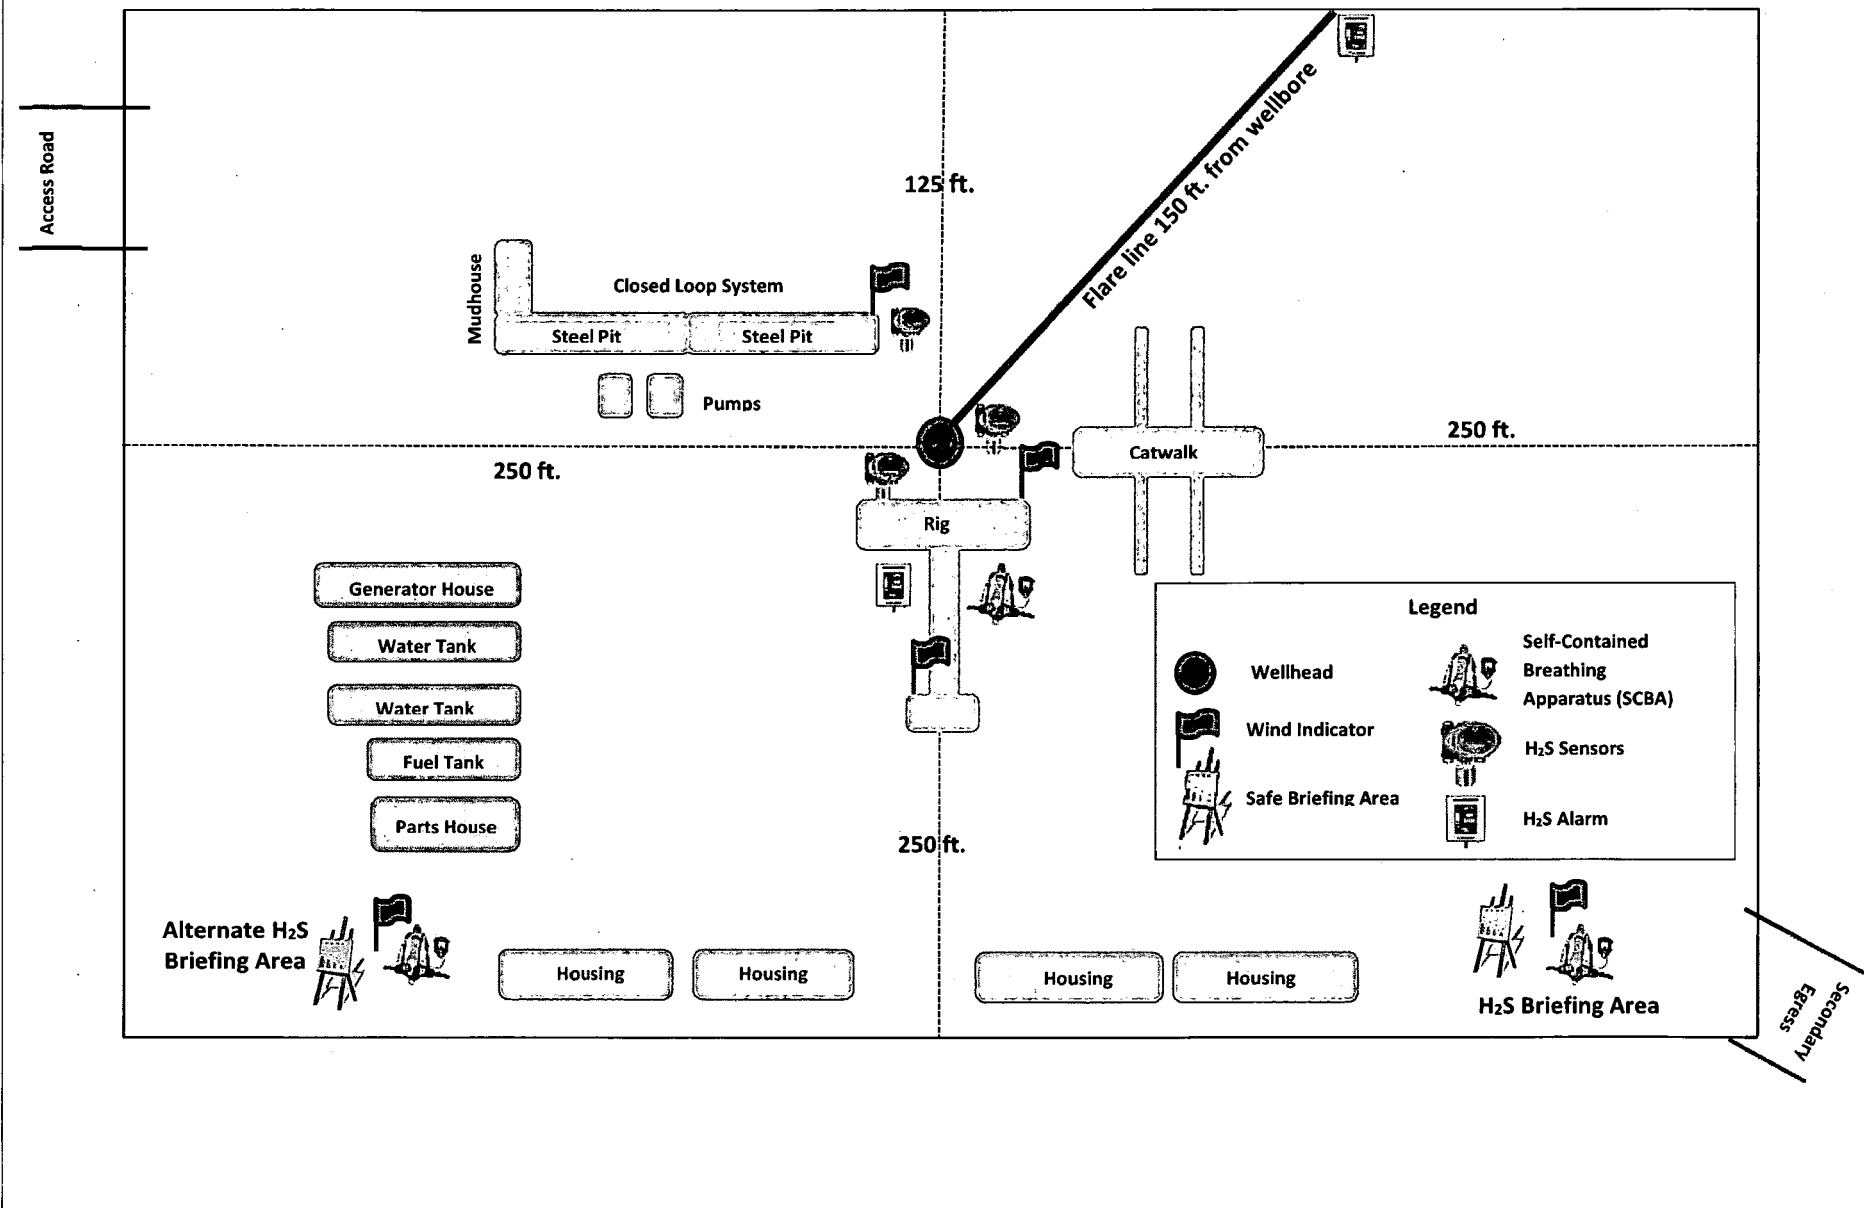 Access Road
125 ft.
Flare line 150 ft. from wellbore
Mudhouse
Closed Loop System
Steel Pit
Steel Pit
Pumps
250 ft.
250 ft.
Catwalk
Rig
Generator House
Water Tank
Water Tank
Fuel Tank
Parts House
250 ft.
Legend
Wellhead
Wind Indicator
Safe Briefing Area
Self-Contained
Breathing
Apparatus (SCBA)
H₂S Sensors
H₂S Alarm
Alternate H₂S
Briefing Area
Housing
Housing
Housing
Housing
H₂S Briefing Area
Secondary
Egress